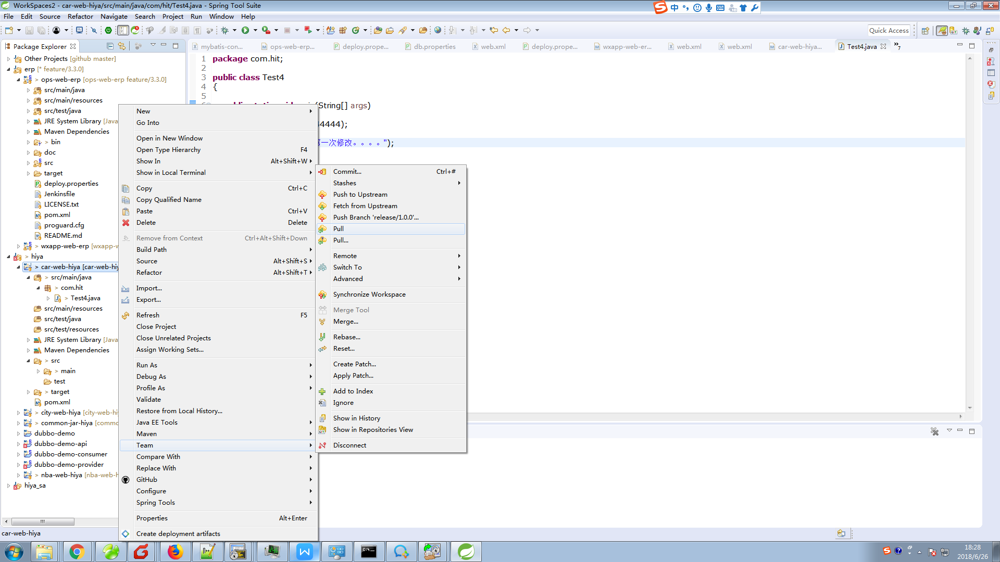 WorkSpaces2 - car-web-hiya/src/main/java/com/hit/Test4.java - Spring Tool Suite
File Edit Source Refactor Navigate Search Project Run Window Help
Quick Access
Package Explorer
mybatis-con...
ops-web-erp...
deploy.prope...
db.properties
web.xml
deploy.prope...
wxapp-web-er...
web.xml
web.xml
car-web-hiya...
Test4.java
»7
Other Projects [github master]
erp [* feature/3.3.0]
> ops-web-erp [ops-web-erp feature/3.3.0]
src/main/java
src/main/resources
src/test/java
JRE System Library [Java
Maven Dependencies
> bin
doc
src
target
deploy.properties
Jenkinsfile
LICENSE.txt
pom.xml
proguard.cfg
README.md
> wxapp-web-erp [wxapp-w
> hiya
> car-web-hiya [car-web-hiy
> src/main/java
> com.hit
> Test4.java
src/main/resources
src/test/java
src/test/resources
JRE System Library [Java
Maven Dependencies
> src
> main
test
> target
pom.xml
> city-web-hiya [city-web-hi
> common-jar-hiya [commo
dubbo-demo
dubbo-demo-api
dubbo-demo-consumer
dubbo-demo-provider
> nba-web-hiya [nba-web-h
hiya_sa
1 package com.hit;
2
3 public class Test4
4 {
5
(String[] args)
44444);
第一次修改。。。。");
New
Go Into
Open in New Window
Open Type Hierarchy F4
Show In Alt+Shift+W
Show in Local Terminal
Copy Ctrl+C
Copy Qualified Name
Paste Ctrl+V
Delete Delete
Remove from Context Ctrl+Alt+Shift+Down
Build Path
Source Alt+Shift+S
Refactor Alt+Shift+T
Import...
Export...
Refresh F5
Close Project
Close Unrelated Projects
Assign Working Sets...
Run As
Debug As
Profile As
Validate
Restore from Local History...
Java EE Tools
Maven
Team
Compare With
Replace With
GitHub
Configure
Spring Tools
Properties Alt+Enter
Create deployment artifacts
Commit... Ctrl+#
Stashes
Push to Upstream
Fetch from Upstream
Push Branch 'release/1.0.0'...
Pull
Pull...
Remote
Switch To
Advanced
Synchronize Workspace
Merge Tool
Merge...
Rebase...
Reset...
Create Patch...
Apply Patch...
Add to Index
Ignore
Show in History
Show in Repositories View
Disconnect
car-web-hiya
中
18:28
2018/6/26